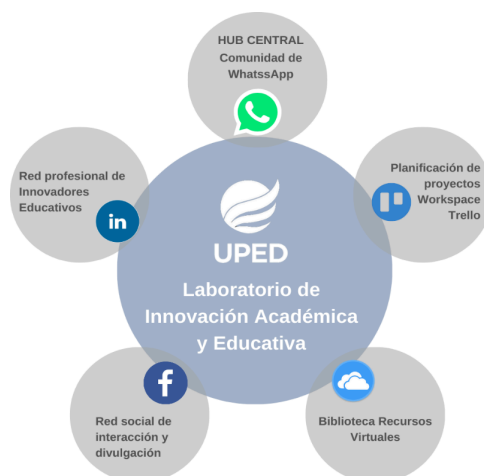 HUB CENTRAL
Comunidad de
WhatssApp
Red profesional de
Innovadores
Educativos
in
Planificación de
proyectos
Workspace
Trello
UPED
Laboratorio de
Innovación Académica
y Educativa
f
Red social de
interacción y
divulgación
Biblioteca Recursos
Virtuales